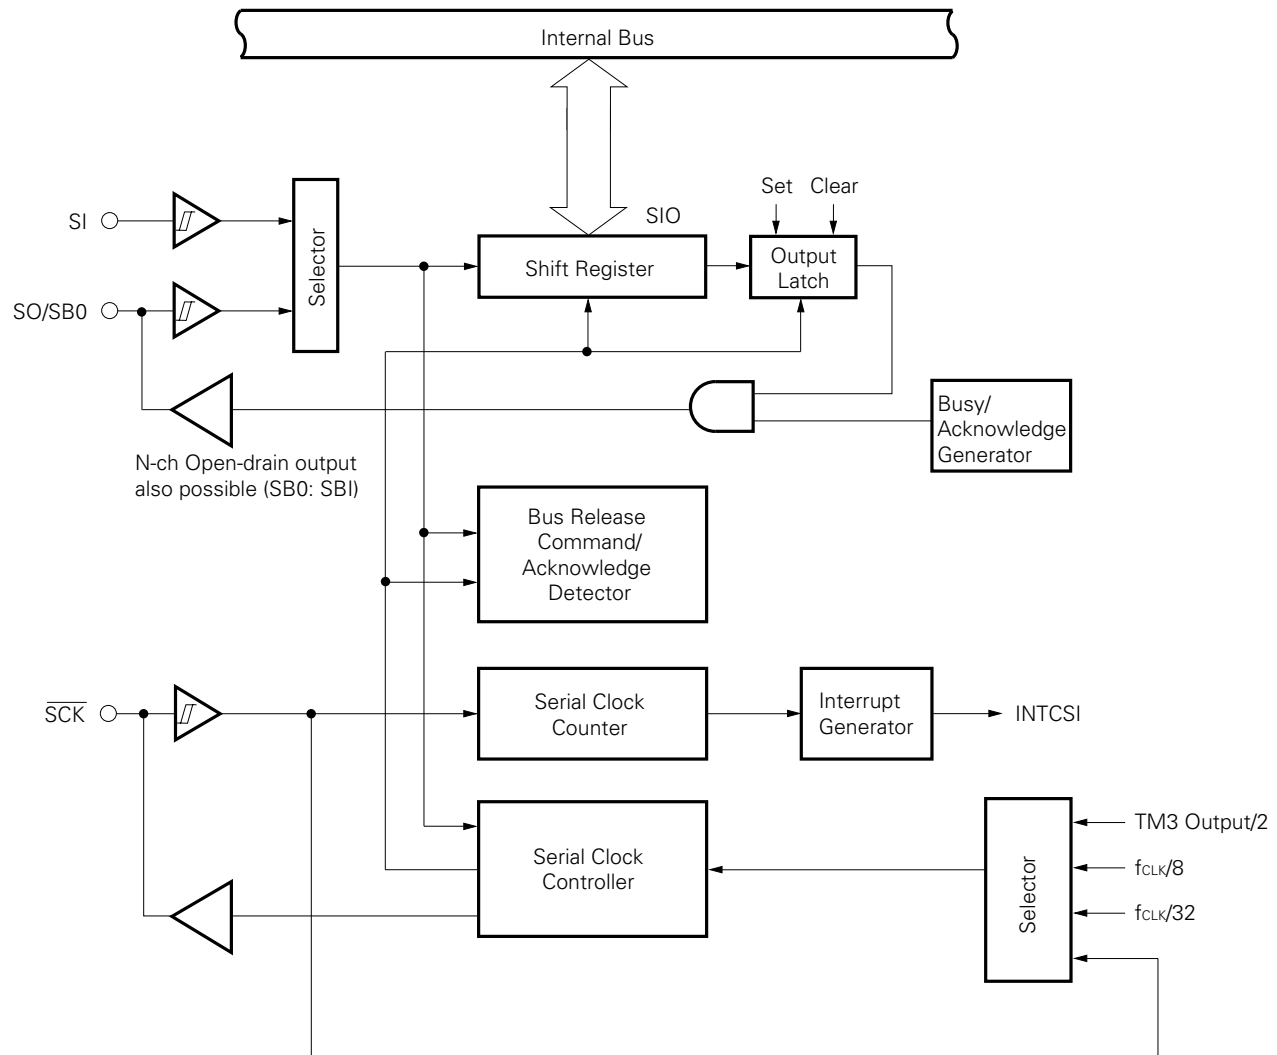 Internal Bus
Set Clear
SI
SIO
Selector
Shift Register
Output
Latch
SO/SB0
Busy/
Acknowledge
Generator
N-ch Open-drain output
also possible (SB0: SBI)
Bus Release
Command/
Acknowledge
Detector
SCK
Serial Clock
Counter
Interrupt
Generator
INTCSI
Serial Clock
Controller
Selector
TM3 Output/2
fCLK/8
fCLK/32